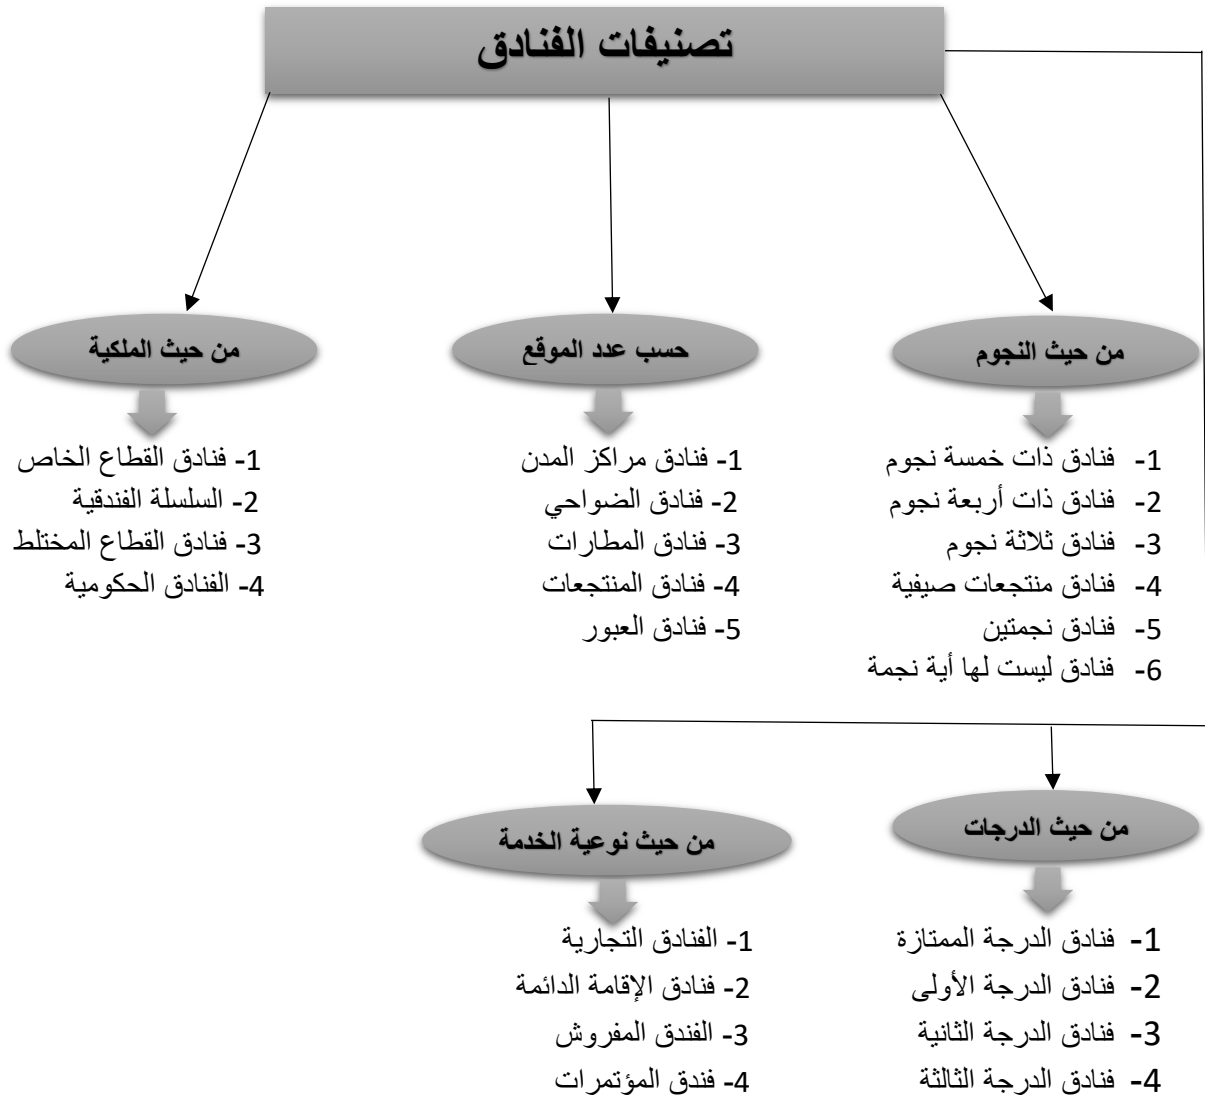 تصنيفات الفنادق
من حيث النجوم
1- فنادق ذات خمسة نجوم
2- فنادق ذات أربعة نجوم
3- فنادق ثلاثة نجوم
4- فنادق منتجعات صيفية
5- فنادق نجمتين
6- فنادق ليست لها أية نجمة
حسب عدد الموقع
1- فنادق مراكز المدن
2- فنادق الضواحي
3- فنادق المطارات
4- فنادق المنتجعات
5- فنادق العبور
من حيث الملكية
1- فنادق القطاع الخاص
2- السلسلة الفندقية
3- فنادق القطاع المختلط
4- الفنادق الحكومية
من حيث الدرجات
1- فنادق الدرجة الممتازة
2- فنادق الدرجة الأولى
3- فنادق الدرجة الثانية
4- فنادق الدرجة الثالثة
من حيث نوعية الخدمة
1- الفنادق التجارية
2- فنادق الإقامة الدائمة
3- الفندق المفروش
4- فندق المؤتمرات